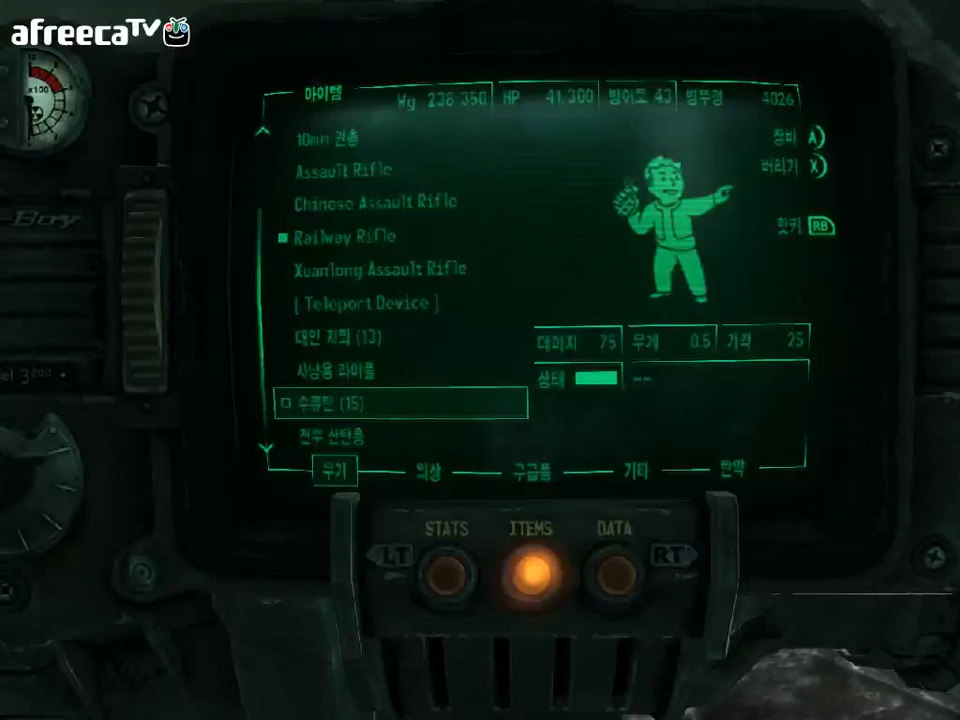 afreecaTV
x100
아이템 Wg 238/350 HP 41/300 방어도 43 병뚜껑 4026
10mm 권총
장비 A)
Assault Rifle
버리기 X)
Chinese Assault Rifle
핫키 RB
Railway Rifle
Xuanlong Assault Rifle
[ Teleport Device ]
대인 지뢰 (13)
데미지 75 무게 0.5 가격 25
사냥용 라이플
상태 --
수류탄 (15)
전투 산탄총
무기 의상 구급품 기타 탄약
STATS ITEMS DATA
LT RT
Boy
del 3000